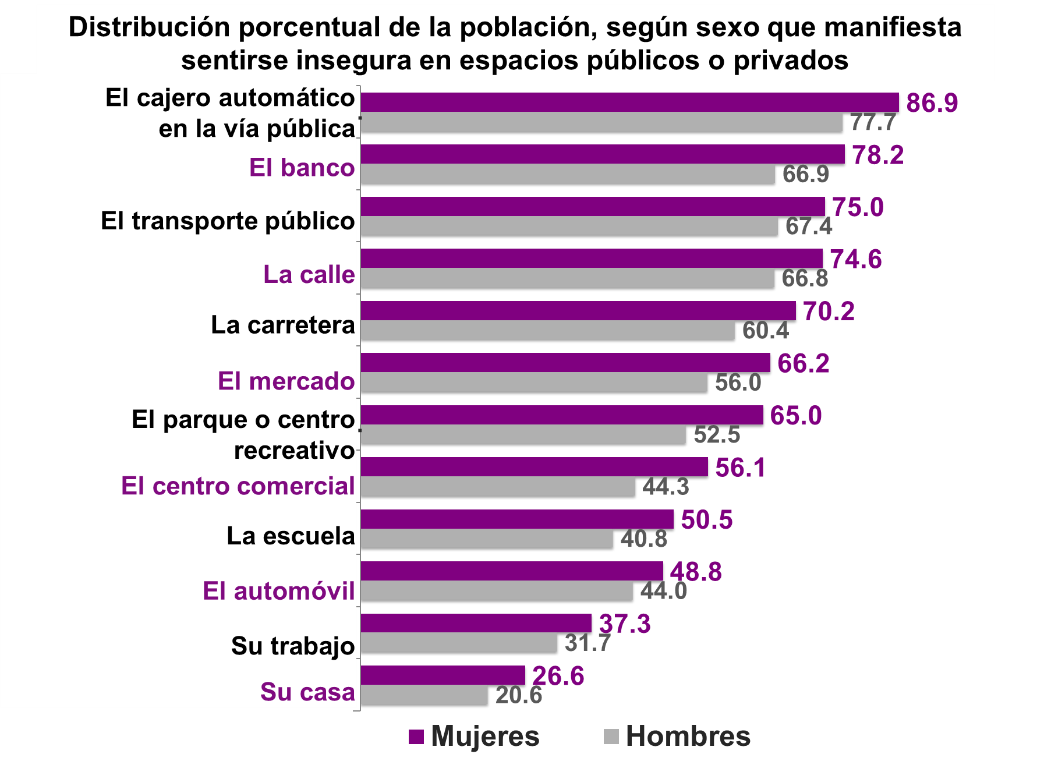 Distribución porcentual de la población, según sexo que manifiesta
sentirse insegura en espacios públicos o privados
El cajero automático
en la vía pública
86.9
77.7
El banco
78.2
66.9
El transporte público
75.0
67.4
La calle
74.6
66.8
La carretera
70.2
60.4
El mercado
66.2
56.0
El parque o centro
recreativo
65.0
52.5
El centro comercial
56.1
44.3
La escuela
50.5
40.8
El automóvil
48.8
44.0
Su trabajo
37.3
31.7
Su casa
26.6
20.6
Mujeres
Hombres